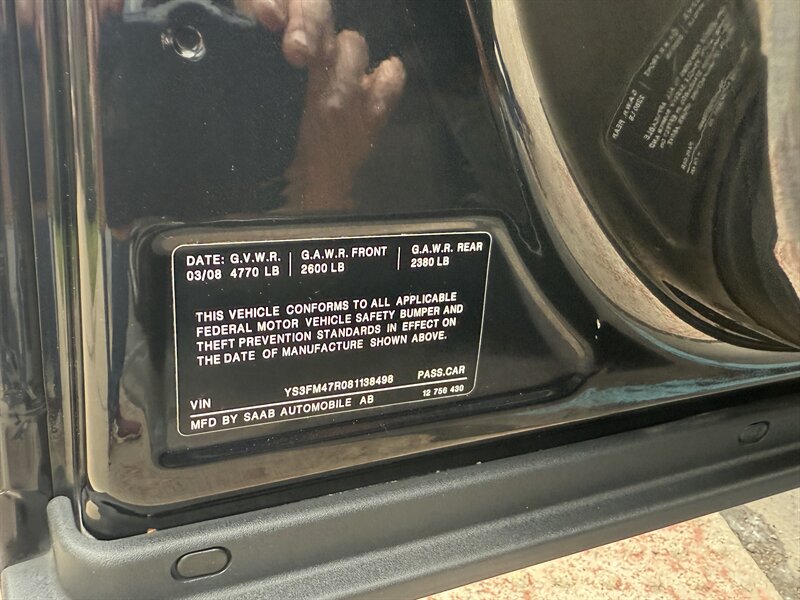 DATE: G.V.W.R. G.A.W.R. FRONT G.A.W.R. REAR
03/08 4770 LB 2600 LB 2380 LB
THIS VEHICLE CONFORMS TO ALL APPLICABLE
FEDERAL MOTOR VEHICLE SAFETY BUMPER AND
THEFT PREVENTION STANDARDS IN EFFECT ON
THE DATE OF MANUFACTURE SHOWN ABOVE.
VIN YS3FM47R081138498 PASS.CAR
MFD BY SAAB AUTOMOBILE AB 12 756 430